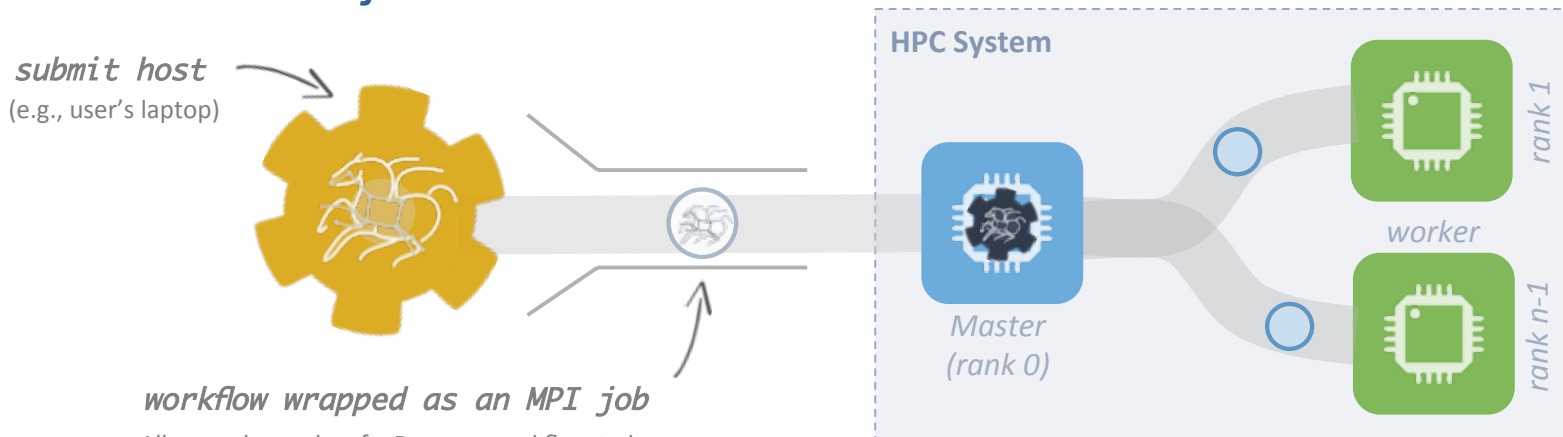 HPC System
submit host
(e.g., user's laptop)
rank 1
worker
rank n-1
Master
(rank 0)
workflow wrapped as an MPI job